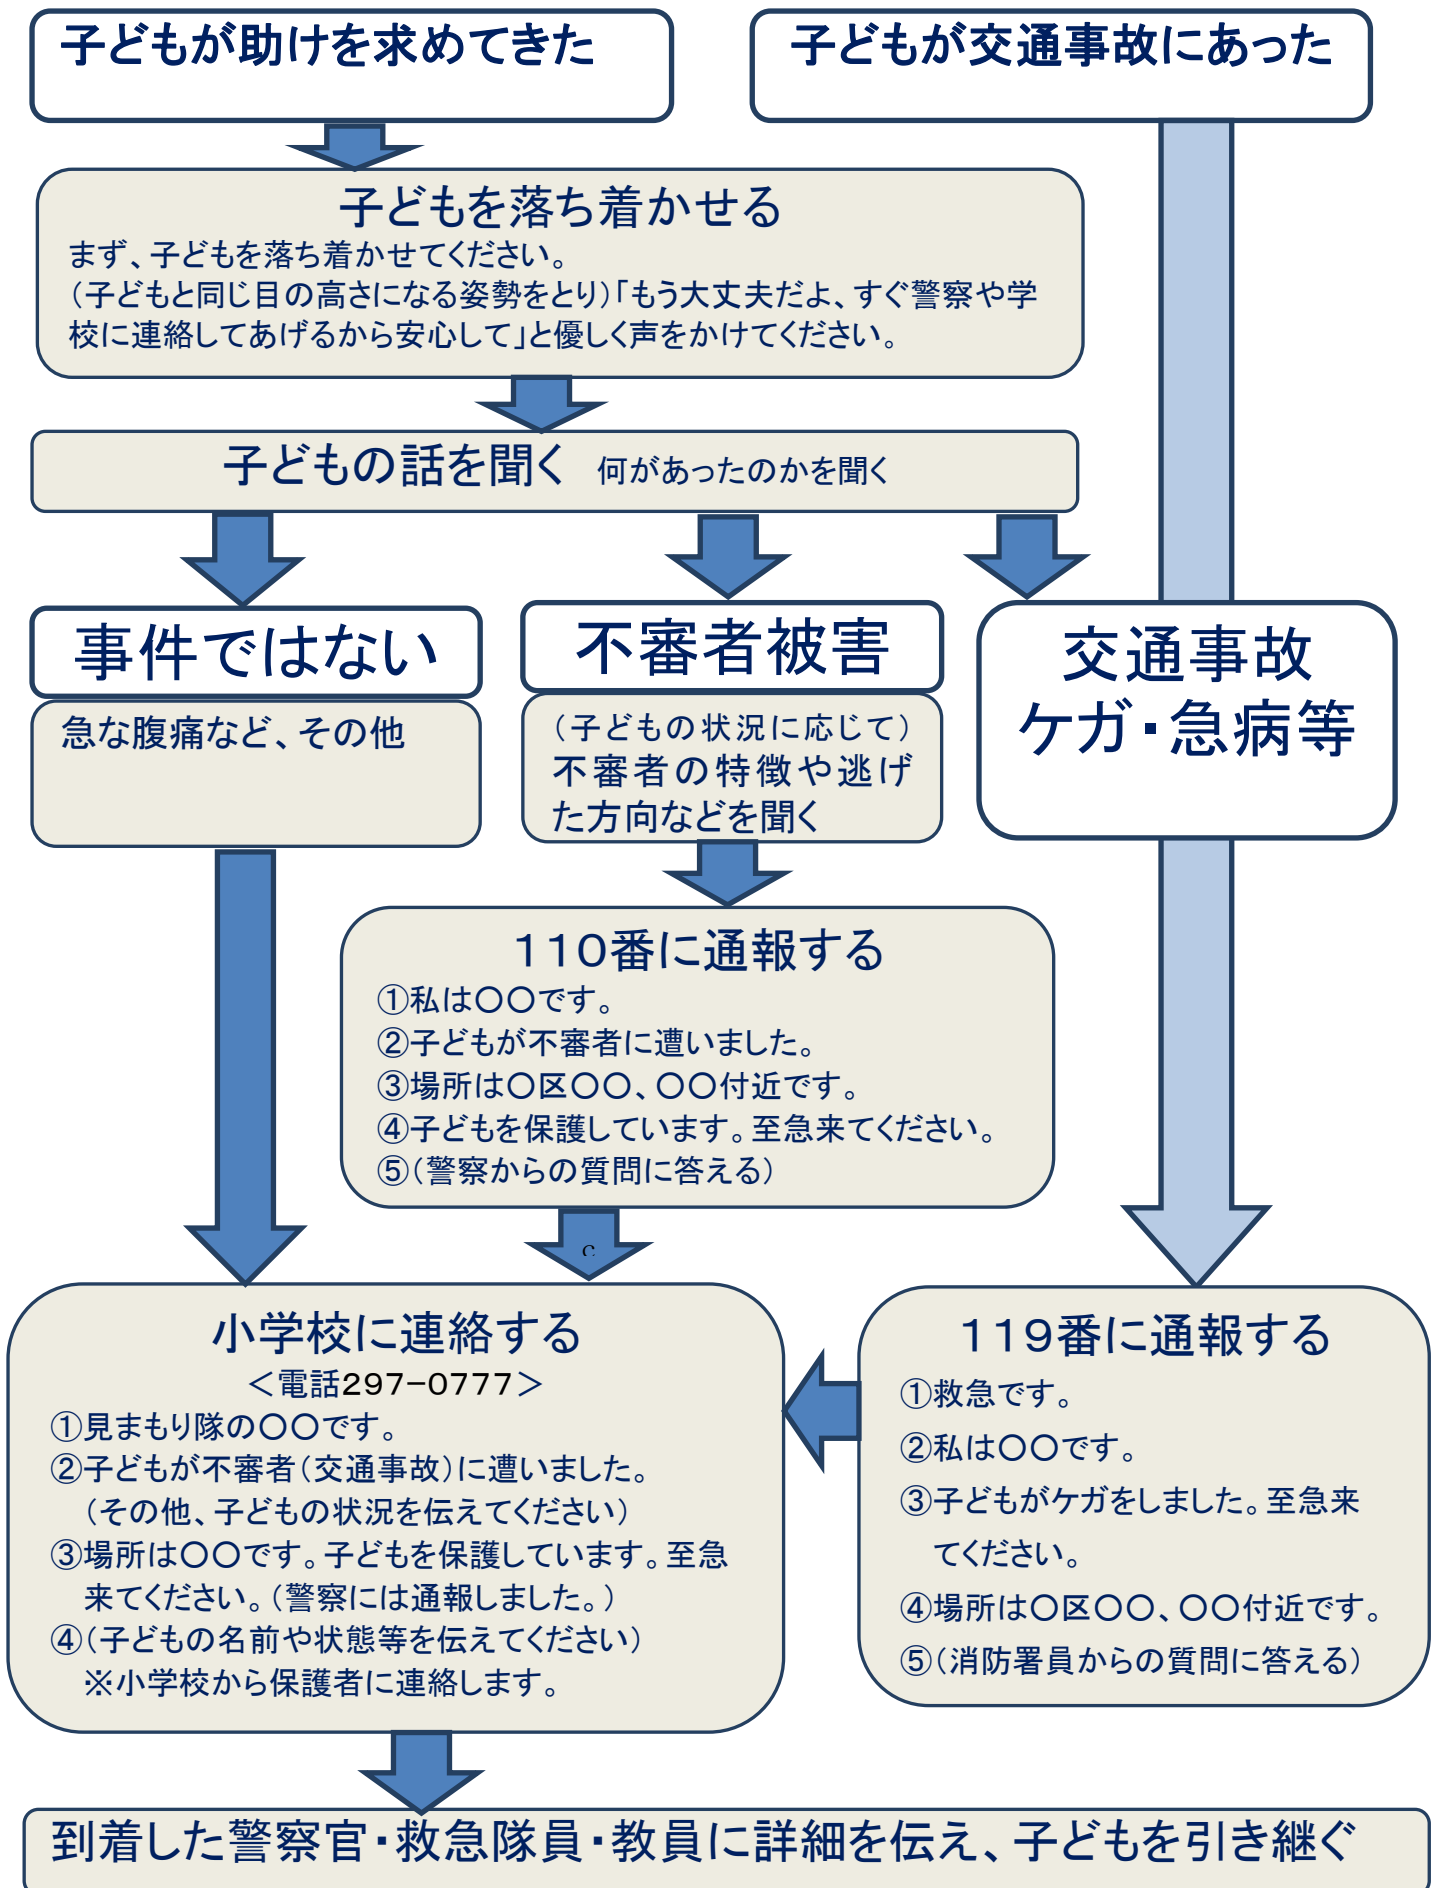 子どもが助けを求めてきた
子どもが交通事故にあった
子どもを落ち着かせる
まず、子どもを落ち着かせてください。
（子どもと同じ目の高さになる姿勢をとり）「もう大丈夫だよ、すぐ警察や学
校に連絡してあげるから安心して」と優しく声をかけてください。
子どもの話を聞く　何があったのかを聞く
事件ではない
急な腹痛など、その他
不審者被害
（子どもの状況に応じて）
不審者の特徴や逃げ
た方向などを聞く
交通事故
ケガ・急病等
１１０番に通報する
①私は〇〇です。
②子どもが不審者に遭いました。
③場所は〇区〇〇、〇〇付近です。
④子どもを保護しています。至急来てください。
⑤（警察からの質問に答える）
小学校に連絡する
＜電話２９７－０７７７＞
①見まもり隊の〇〇です。
②子どもが不審者（交通事故）に遭いました。
（その他、子どもの状況を伝えてください）
③場所は〇〇です。子どもを保護しています。至急
来てください。（警察には通報しました。）
④（子どもの名前や状態等を伝えてください）
※小学校から保護者に連絡します。
１１９番に通報する
①救急です。
②私は〇〇です。
③子どもがケガをしました。至急来
てください。
④場所は〇区〇〇、〇〇付近です。
⑤（消防署員からの質問に答える）
到着した警察官・救急隊員・教員に詳細を伝え、子どもを引き継ぐ